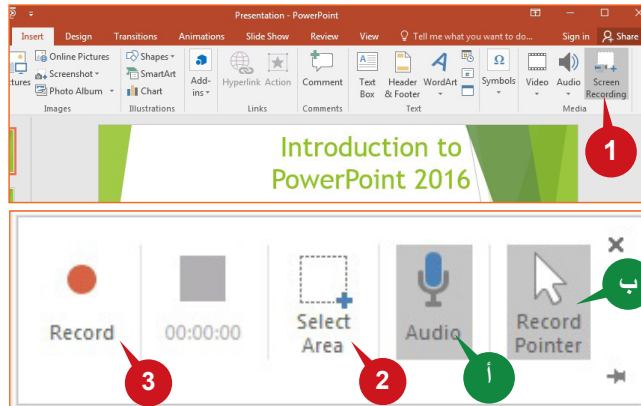 Presentation - PowerPoint
Insert Design Transitions Animations Slide Show Review View Tell me what you want to do... Sign in Share
Online Pictures
Screenshot
Photo Album
Images
Shapes
SmartArt
Chart
Illustrations
Add-
ins
Hyperlink Action
Links
Comment
Comments
Text
Box
Header
& Footer
WordArt
Text
Symbols
Video
Audio
Screen
Recording
Media
1
Introduction to
PowerPoint 2016
Record
00:00:00
Select
Area
Audio
Record
Pointer
3
2
أ
ب